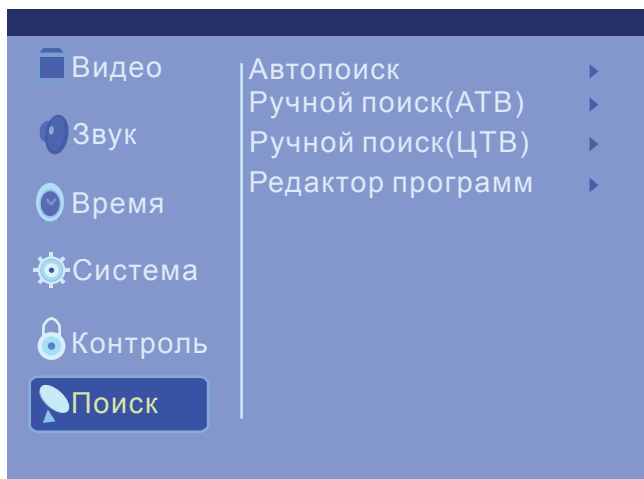 Видео
Звук
Время
Система
Контроль
Поиск
Автопоиск
Ручной поиск(АТВ)
Ручной поиск(ЦТВ)
Редактор программ